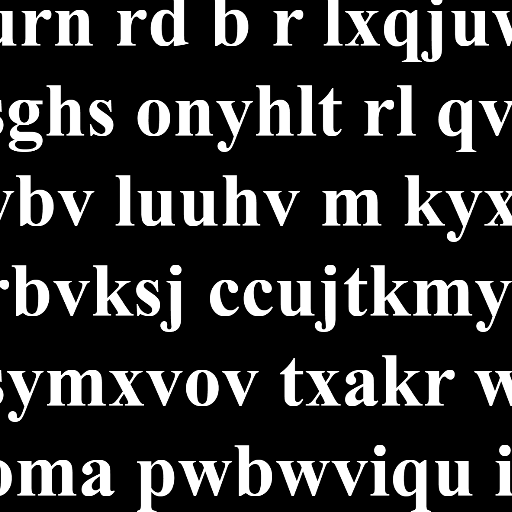 urn rd b r lxqjuv
sghs onyhlt rl qv
vbv luuhv m kyx
rbvksj ccujtkmy
symxvov txakr w
oma pwbwviqu i